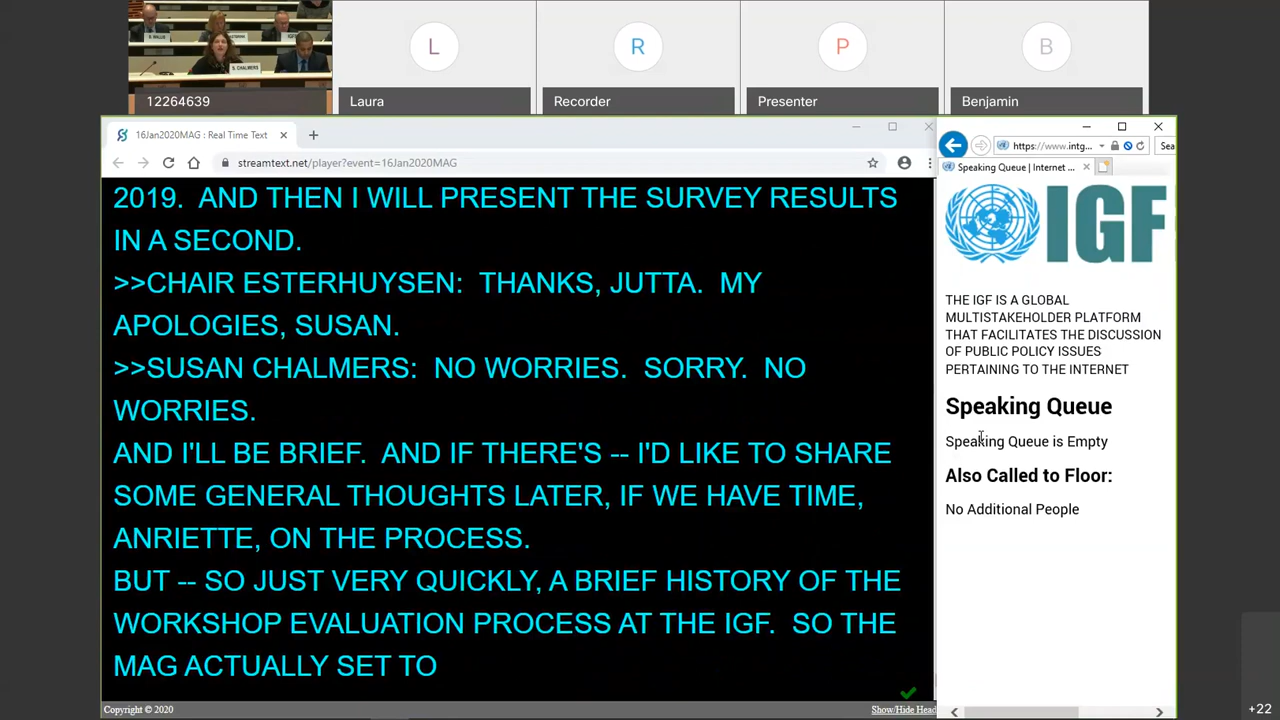 S. CHALMERS
L
R
P
B
12264639
Laura
Recorder
Presenter
Benjamin
16Jan2020MAG : Real Time Text
streamtext.net/player?event=16Jan2020MAG
2019.  AND THEN I WILL PRESENT THE SURVEY RESULTS
IN A SECOND.
>>CHAIR ESTERHUYSEN:  THANKS, JUTTA.  MY
APOLOGIES, SUSAN.
>>SUSAN CHALMERS:  NO WORRIES.  SORRY.  NO
WORRIES.
AND I'LL BE BRIEF.  AND IF THERE'S -- I'D LIKE TO SHARE
SOME GENERAL THOUGHTS LATER, IF WE HAVE TIME,
ANRIETTE, ON THE PROCESS.
BUT -- SO JUST VERY QUICKLY, A BRIEF HISTORY OF THE
WORKSHOP EVALUATION PROCESS AT THE IGF.  SO THE
MAG ACTUALLY SET TO
Copyright © 2020
Show/Hide Head
https://www.intg
Sea
Speaking Queue | Internet ...
IGF
THE IGF IS A GLOBAL
MULTISTAKEHOLDER PLATFORM
THAT FACILITATES THE DISCUSSION
OF PUBLIC POLICY ISSUES
PERTAINING TO THE INTERNET
Speaking Queue
Speaking Queue is Empty
Also Called to Floor:
No Additional People
+22